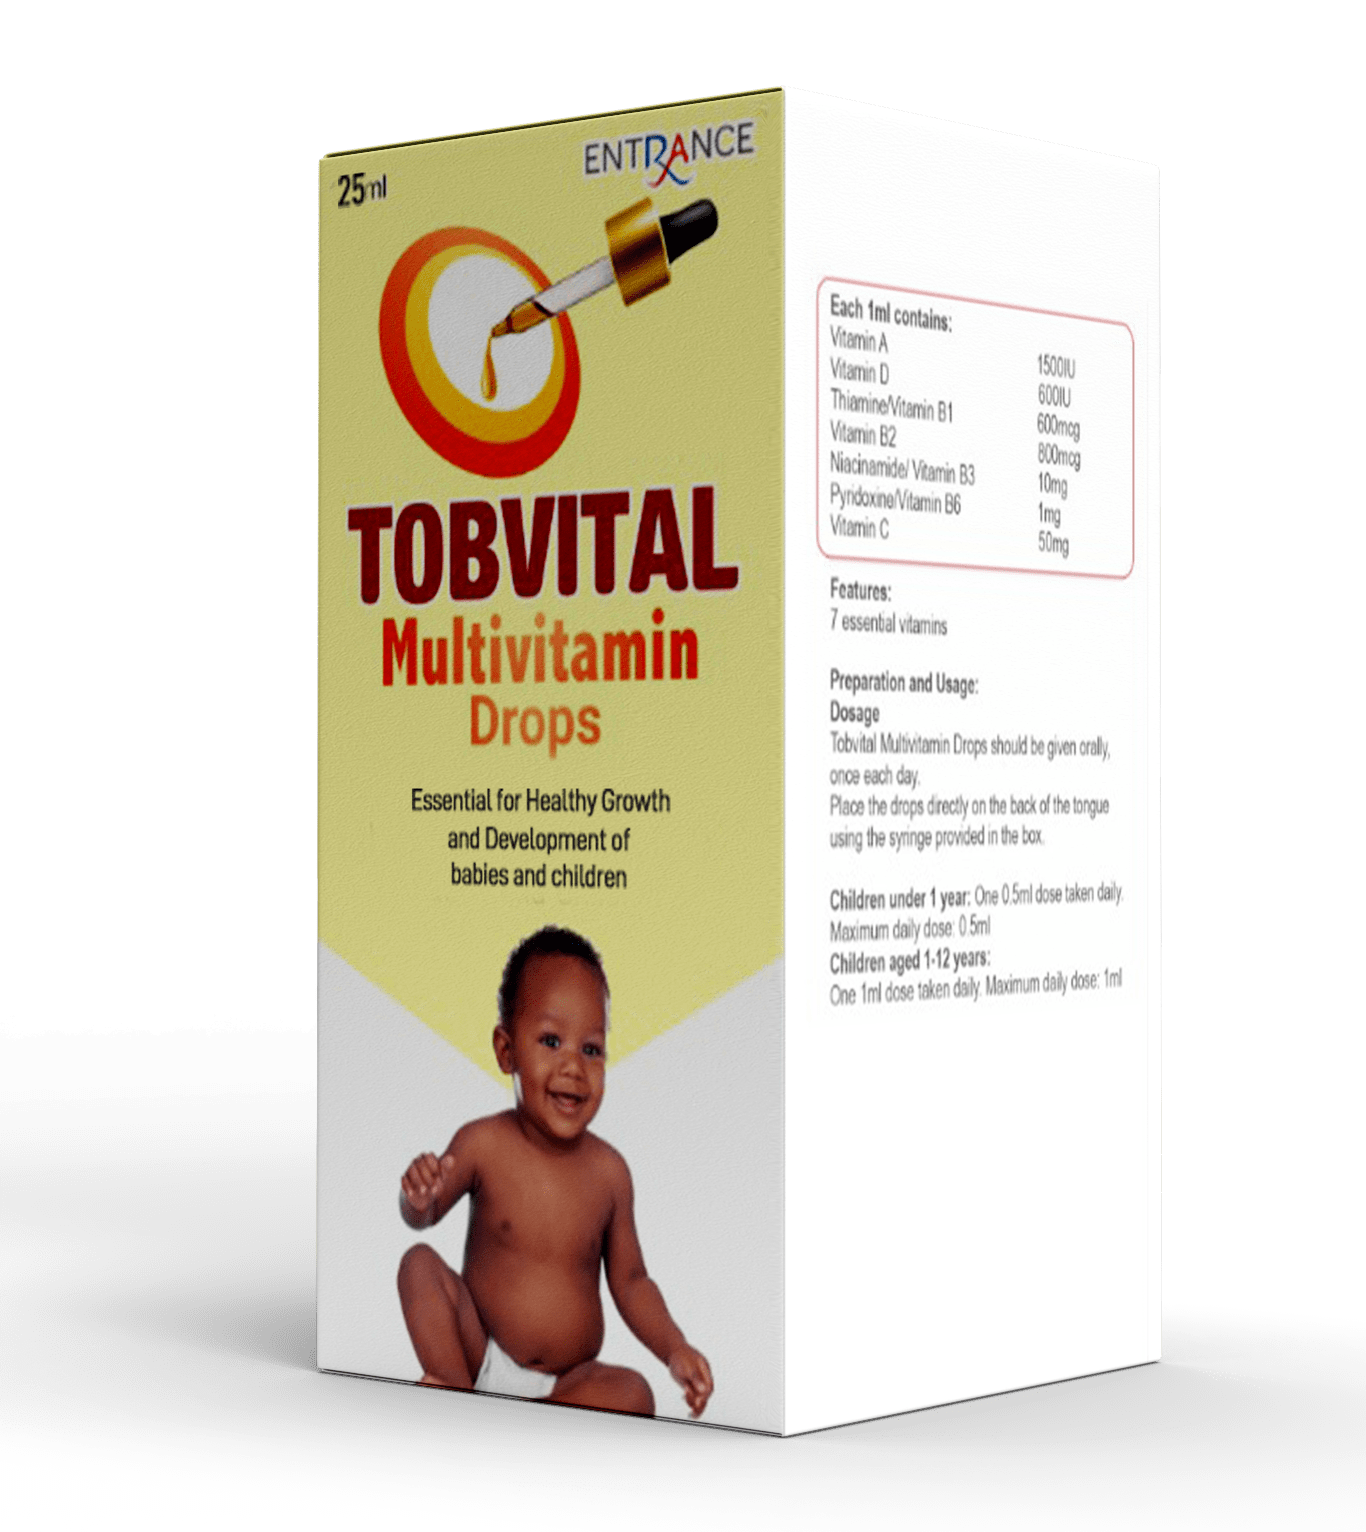 25ml
ENTRANCE
TOBVITAL
Multivitamin
Drops
Essential for Healthy Growth
and Development of
babies and children
Each 1ml contains:
Vitamin A 1500IU
Vitamin D 600IU
Thiamine/Vitamin B1 600mcg
Vitamin B2 800mcg
Niacinamide/ Vitamin B3 10mg
Pyridoxine/Vitamin B6 1mg
Vitamin C 50mg
Features:
7 essential vitamins
Preparation and Usage:
Dosage
Tobvital Multivitamin Drops should be given orally,
once each day.
Place the drops directly on the back of the tongue
using the syringe provided in the box.
Children under 1 year: One 0.5ml dose taken daily.
Maximum daily dose: 0.5ml
Children aged 1-12 years:
One 1ml dose taken daily. Maximum daily dose: 1ml